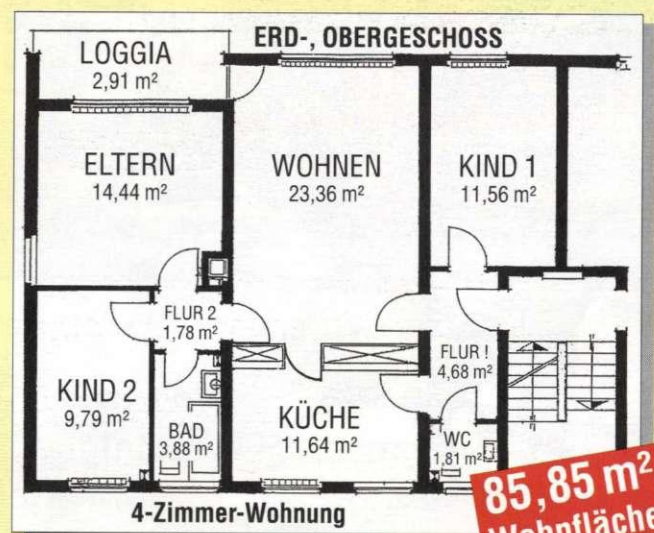 ERD-, OBERGESCHOSS
LOGGIA
2,91 m²
ELTERN
14,44 m²
WOHNEN
23,36 m²
KIND 1
11,56 m²
FLUR 2
1,78 m²
FLUR !
4,68 m²
KIND 2
9,79 m²
BAD
3,88 m²
KÜCHE
11,64 m²
WC
1,81 m²
4-Zimmer-Wohnung
85,85 m²
Wohnfläche